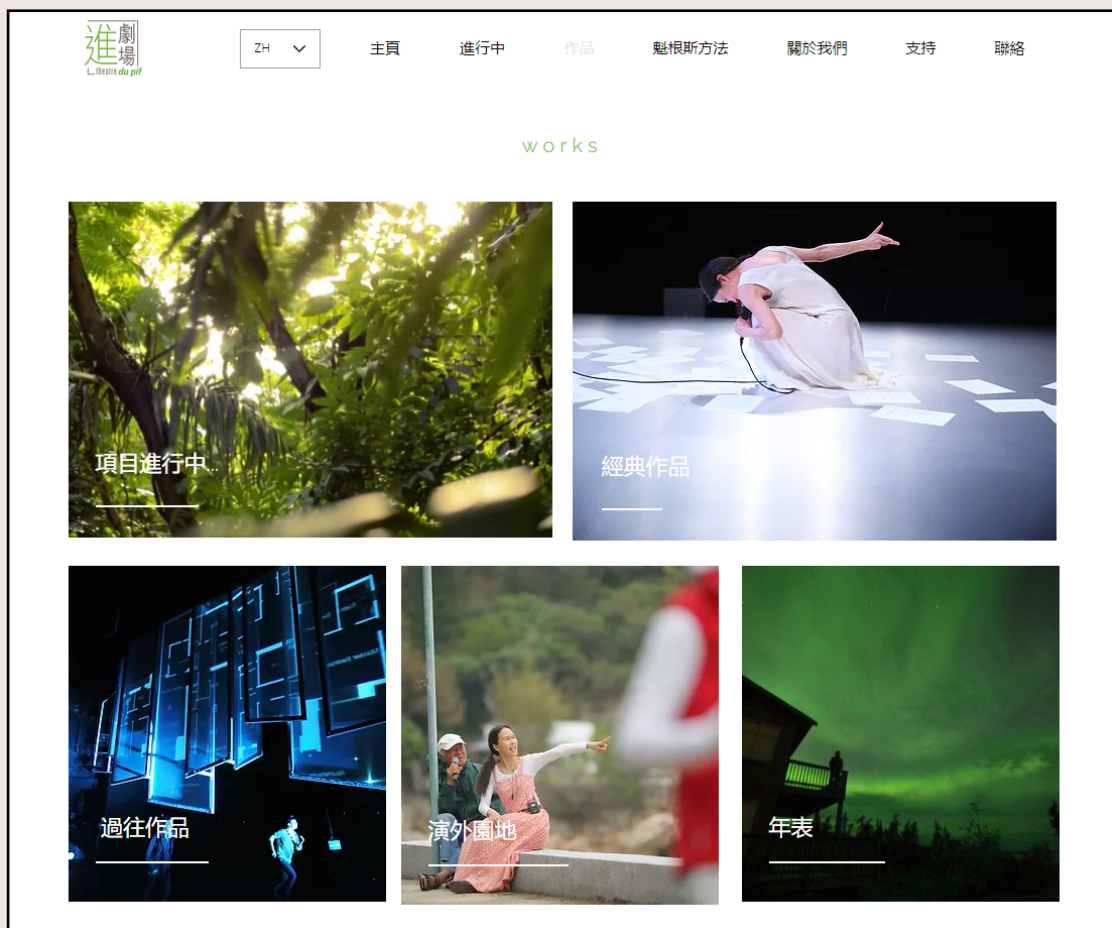 進劇場
theatre du pif
ZH
主頁
進行中
作品
魁根斯方法
關於我們
支持
聯絡
works
項目進行中...
經典作品
過往作品
演外園地
年表